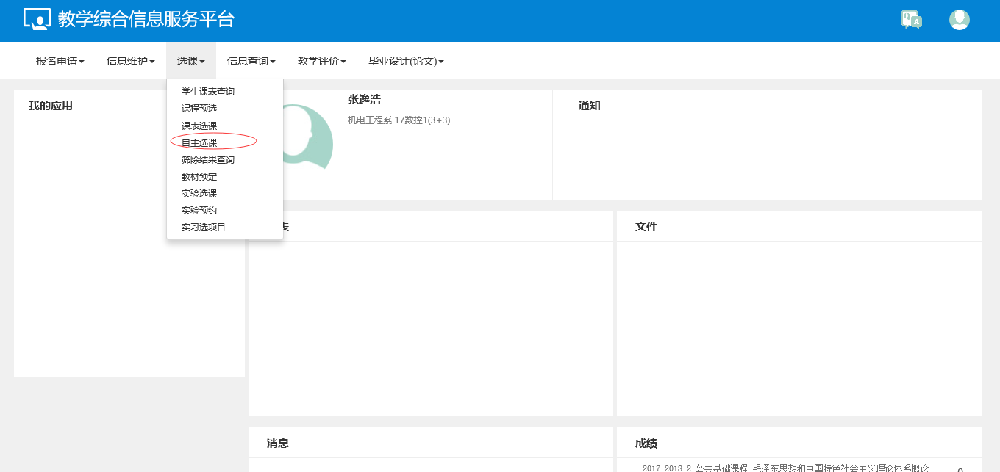 教学综合信息服务平台
报名申请 信息维护 选课 信息查询 教学评价 毕业设计(论文)
学生课表查询
课程预选
课表选课
自主选课
筛除结果查询
教材预定
实验选课
实验预约
实习选项目
我的应用
张逸浩
机电工程系 17数控1(3+3)
通知
表
文件
消息
成绩
2017-2018-2-公共基础课程-毛泽东思想和中国特色社会主义理论体系概论